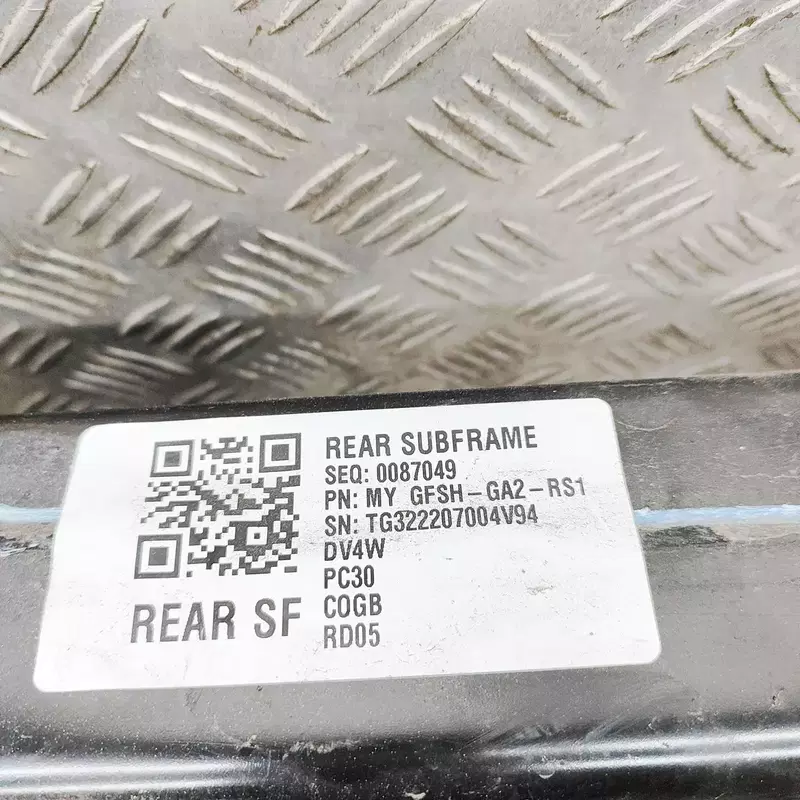 REAR SUBFRAME
SEQ: 0087049
PN: MY GFSH-GA2-RS1
SN: TG322207004V94
DV4W
PC30
COGB
RD05
REAR SF